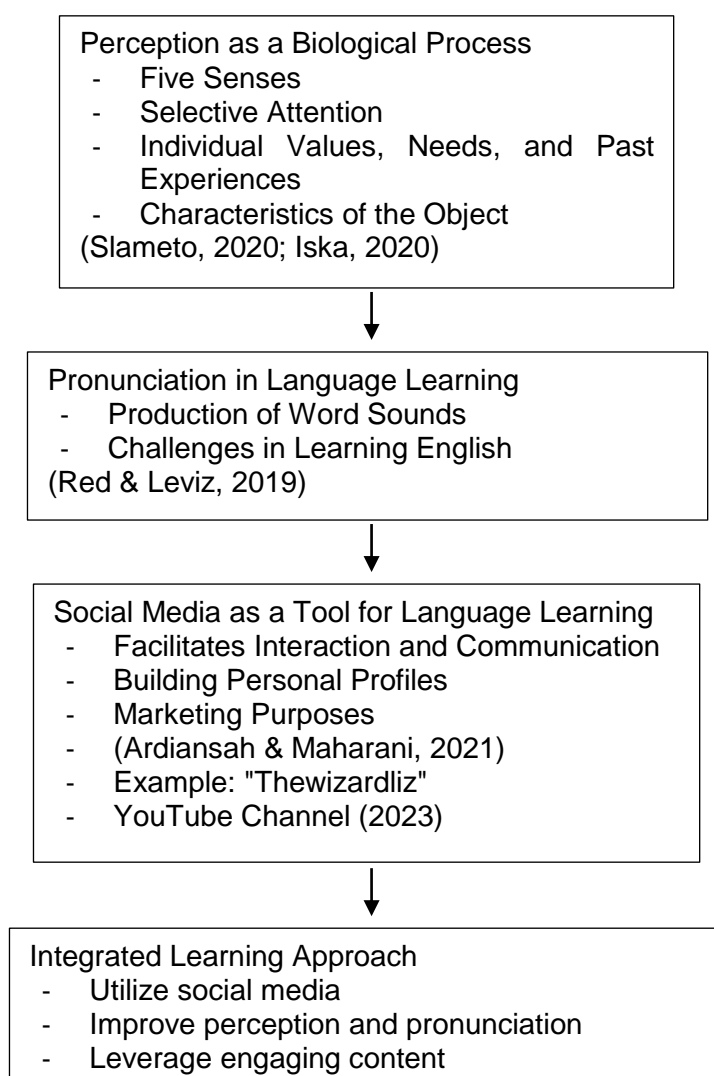 Perception as a Biological Process
- Five Senses
- Selective Attention
- Individual Values, Needs, and Past
Experiences
- Characteristics of the Object
(Slameto, 2020; Iska, 2020)
Pronunciation in Language Learning
- Production of Word Sounds
- Challenges in Learning English
(Red & Leviz, 2019)
Social Media as a Tool for Language Learning
- Facilitates Interaction and Communication
- Building Personal Profiles
- Marketing Purposes
- (Ardiansah & Maharani, 2021)
- Example: "Thewizardliz"
- YouTube Channel (2023)
Integrated Learning Approach
- Utilize social media
- Improve perception and pronunciation
- Leverage engaging content